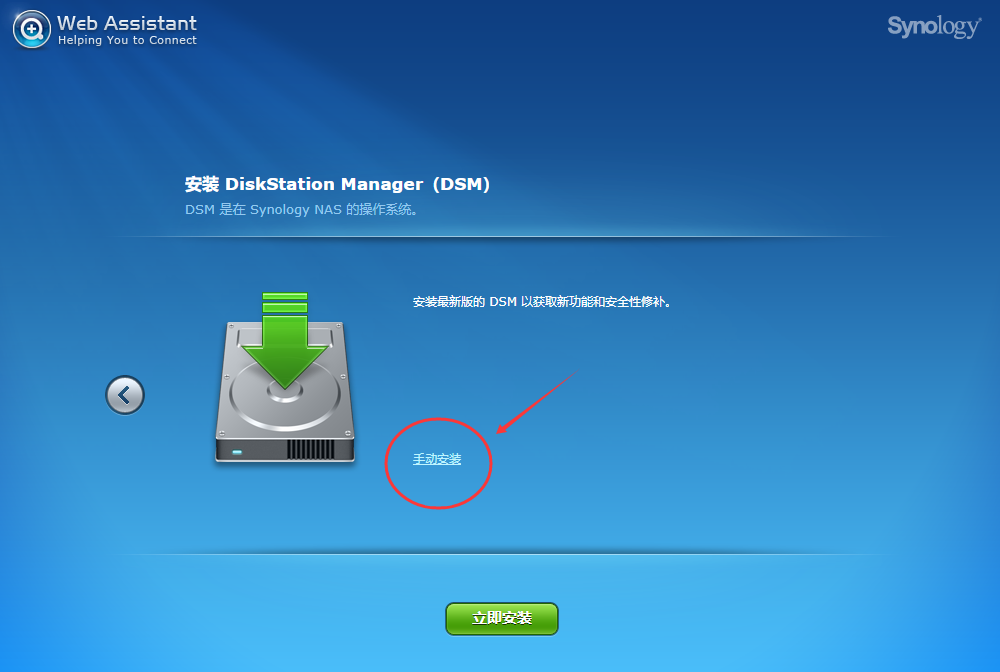 Web Assistant
Helping You to Connect
Synology
安装 DiskStation Manager (DSM)
DSM 是在 Synology NAS 的操作系统。
安装最新版的 DSM 以获取新功能和安全性修补。
手动安装
立即安装